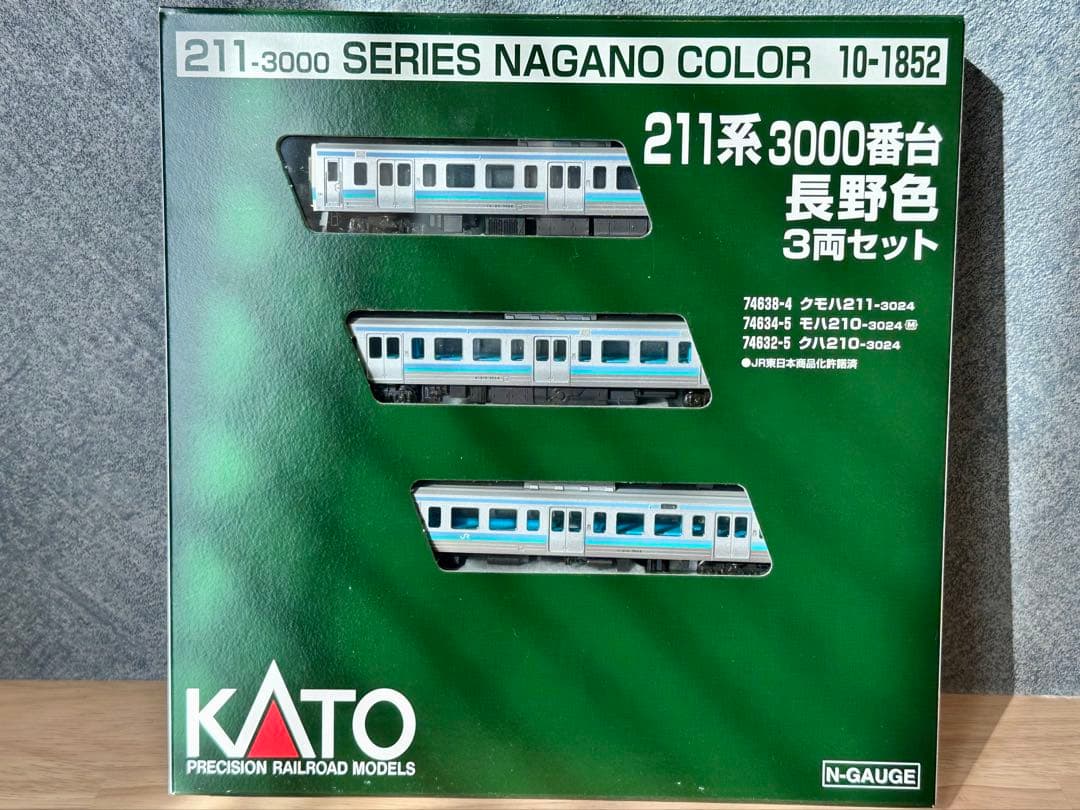 211-3000 SERIES NAGANO COLOR 10-1852
211系3000番台
長野色
3両セット
74638-4 クモハ211-3024
74634-5 モハ210-3024 M
74632-5 クハ210-3024
●JR東日本商品化許諾済
JR
KATO
PRECISION RAILROAD MODELS
N-GAUGE